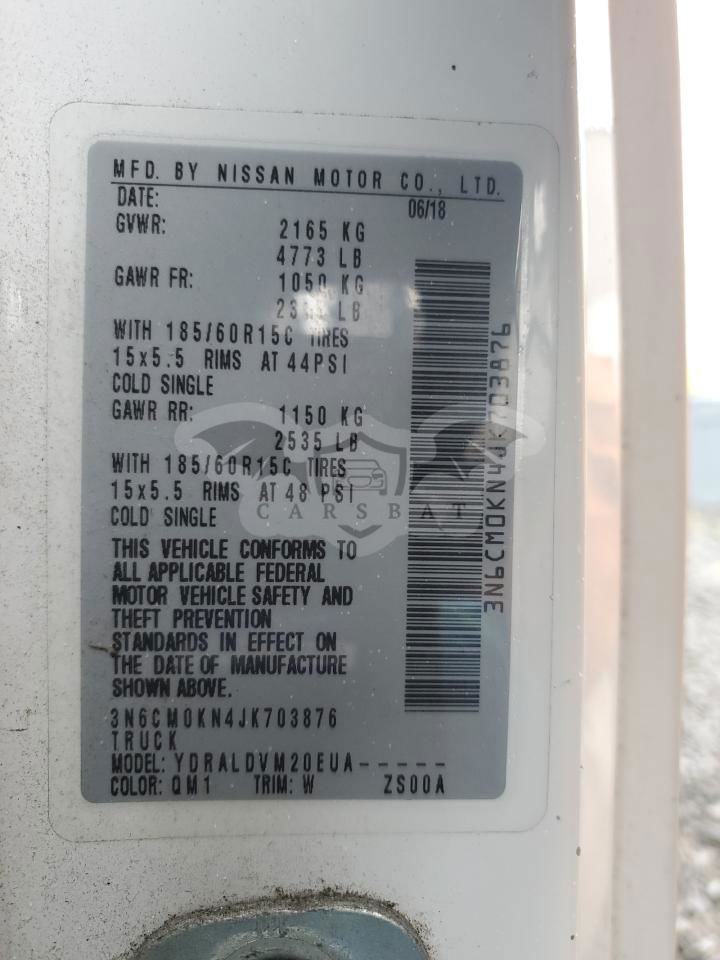 MFD. BY NISSAN MOTOR CO., LTD.
DATE: 06/18
GVWR: 2165 KG
4773 LB
GAWR FR: 1050 KG
LB
WITH 185/60R15C TIRES
15x5.5 RIMS AT 44PSI
COLD SINGLE
GAWR RR: 1150 KG
2535 LB
WITH 185/60R15C TIRES
15x5.5 RIMS AT 48 PSI
COLD SINGLE
THIS VEHICLE CONFORMS TO
ALL APPLICABLE FEDERAL
MOTOR VEHICLE SAFETY AND
THEFT PREVENTION
STANDARDS IN EFFECT ON
THE DATE OF MANUFACTURE
SHOWN ABOVE.
3N6CM0KN4JK703876
TRUCK
MODEL: YDRALDVM20EUA-----
COLOR: QM1 TRIM: W ZS00A
3N6CM0KN4JK703876
CARSBAT